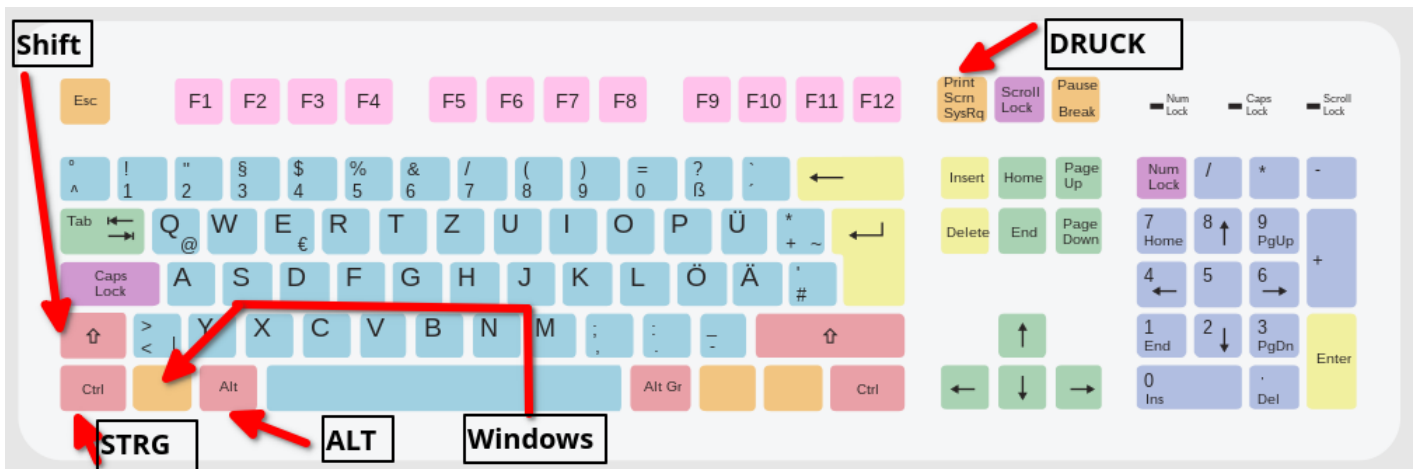 Shift
DRUCK
Esc
F1 F2 F3 F4 F5 F6 F7 F8 F9 F10 F11 F12
Print
Scrn
SysRq
Scroll
Lock
Pause
Break
Num
Lock
Caps
Lock
Scroll
Lock
° ! " § $ % & / ( ) = ? `
^ 1 2 3 4 5 6 7 8 9 0 ß ´
←
Insert Home Page
Up
Num
Lock
/ * -
Tab
Q @ W E € R T Z U I O P Ü * + ~
Delete End Page
Down
7
Home
8 ↑
9
PgUp
+
Caps
Lock
A S D F G H J K L Ö Ä ' #
4
←
5
6
→
⇧
> < | Y X C V B N M ; , : . _ - ⇧
↑
1
End
2 ↓
3
PgDn
Enter
Ctrl Alt Alt Gr Ctrl
← ↓ →
0
Ins
.
Del
STRG
ALT
Windows